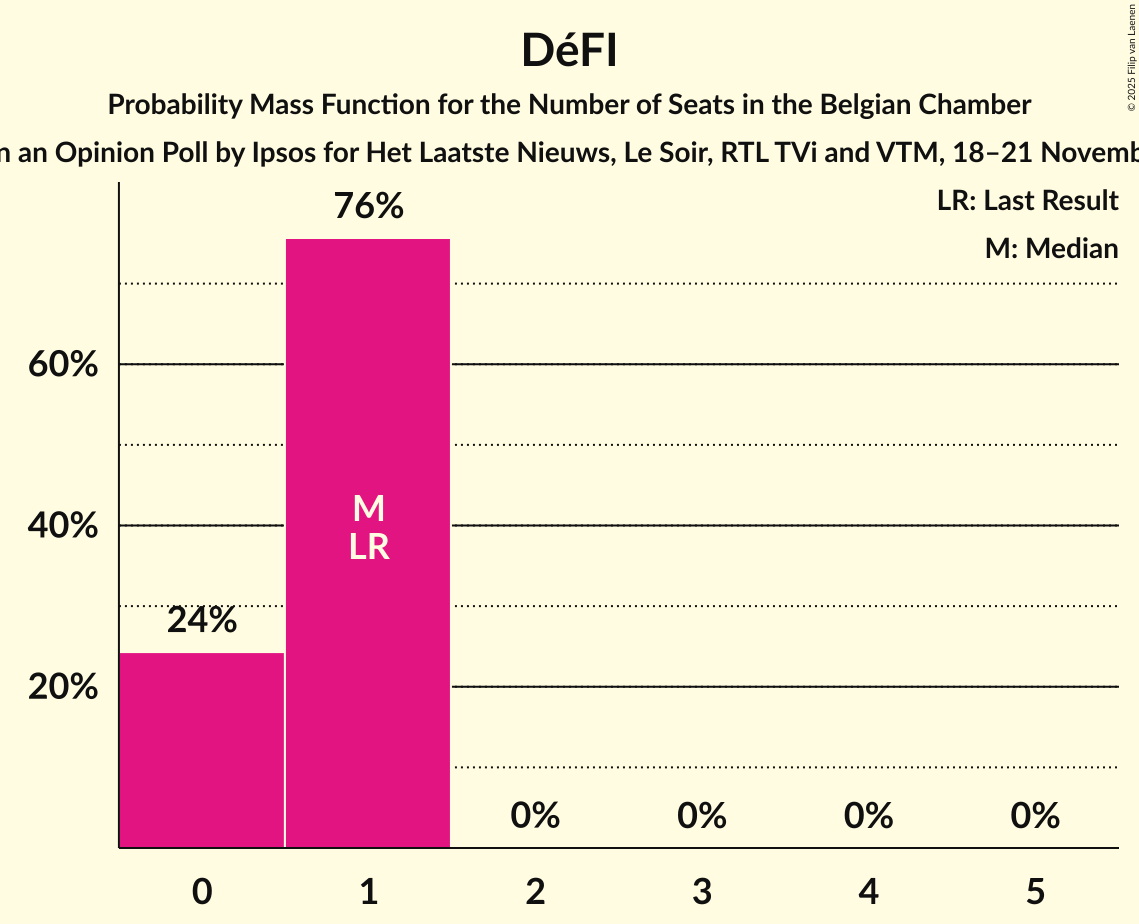 DéFI
Probability Mass Function for the Number of Seats in the Belgian Chamber
an Opinion Poll by Ipsos for Het Laatste Nieuws, Le Soir, RTL TVi and VTM, 18–21
LR: Last Result
M: Median
76%
60%
M
40%
LR
24%
20%
0% 0% 0% 0%
0 1 2 3 4 5
© 2025 Filip van Laenen